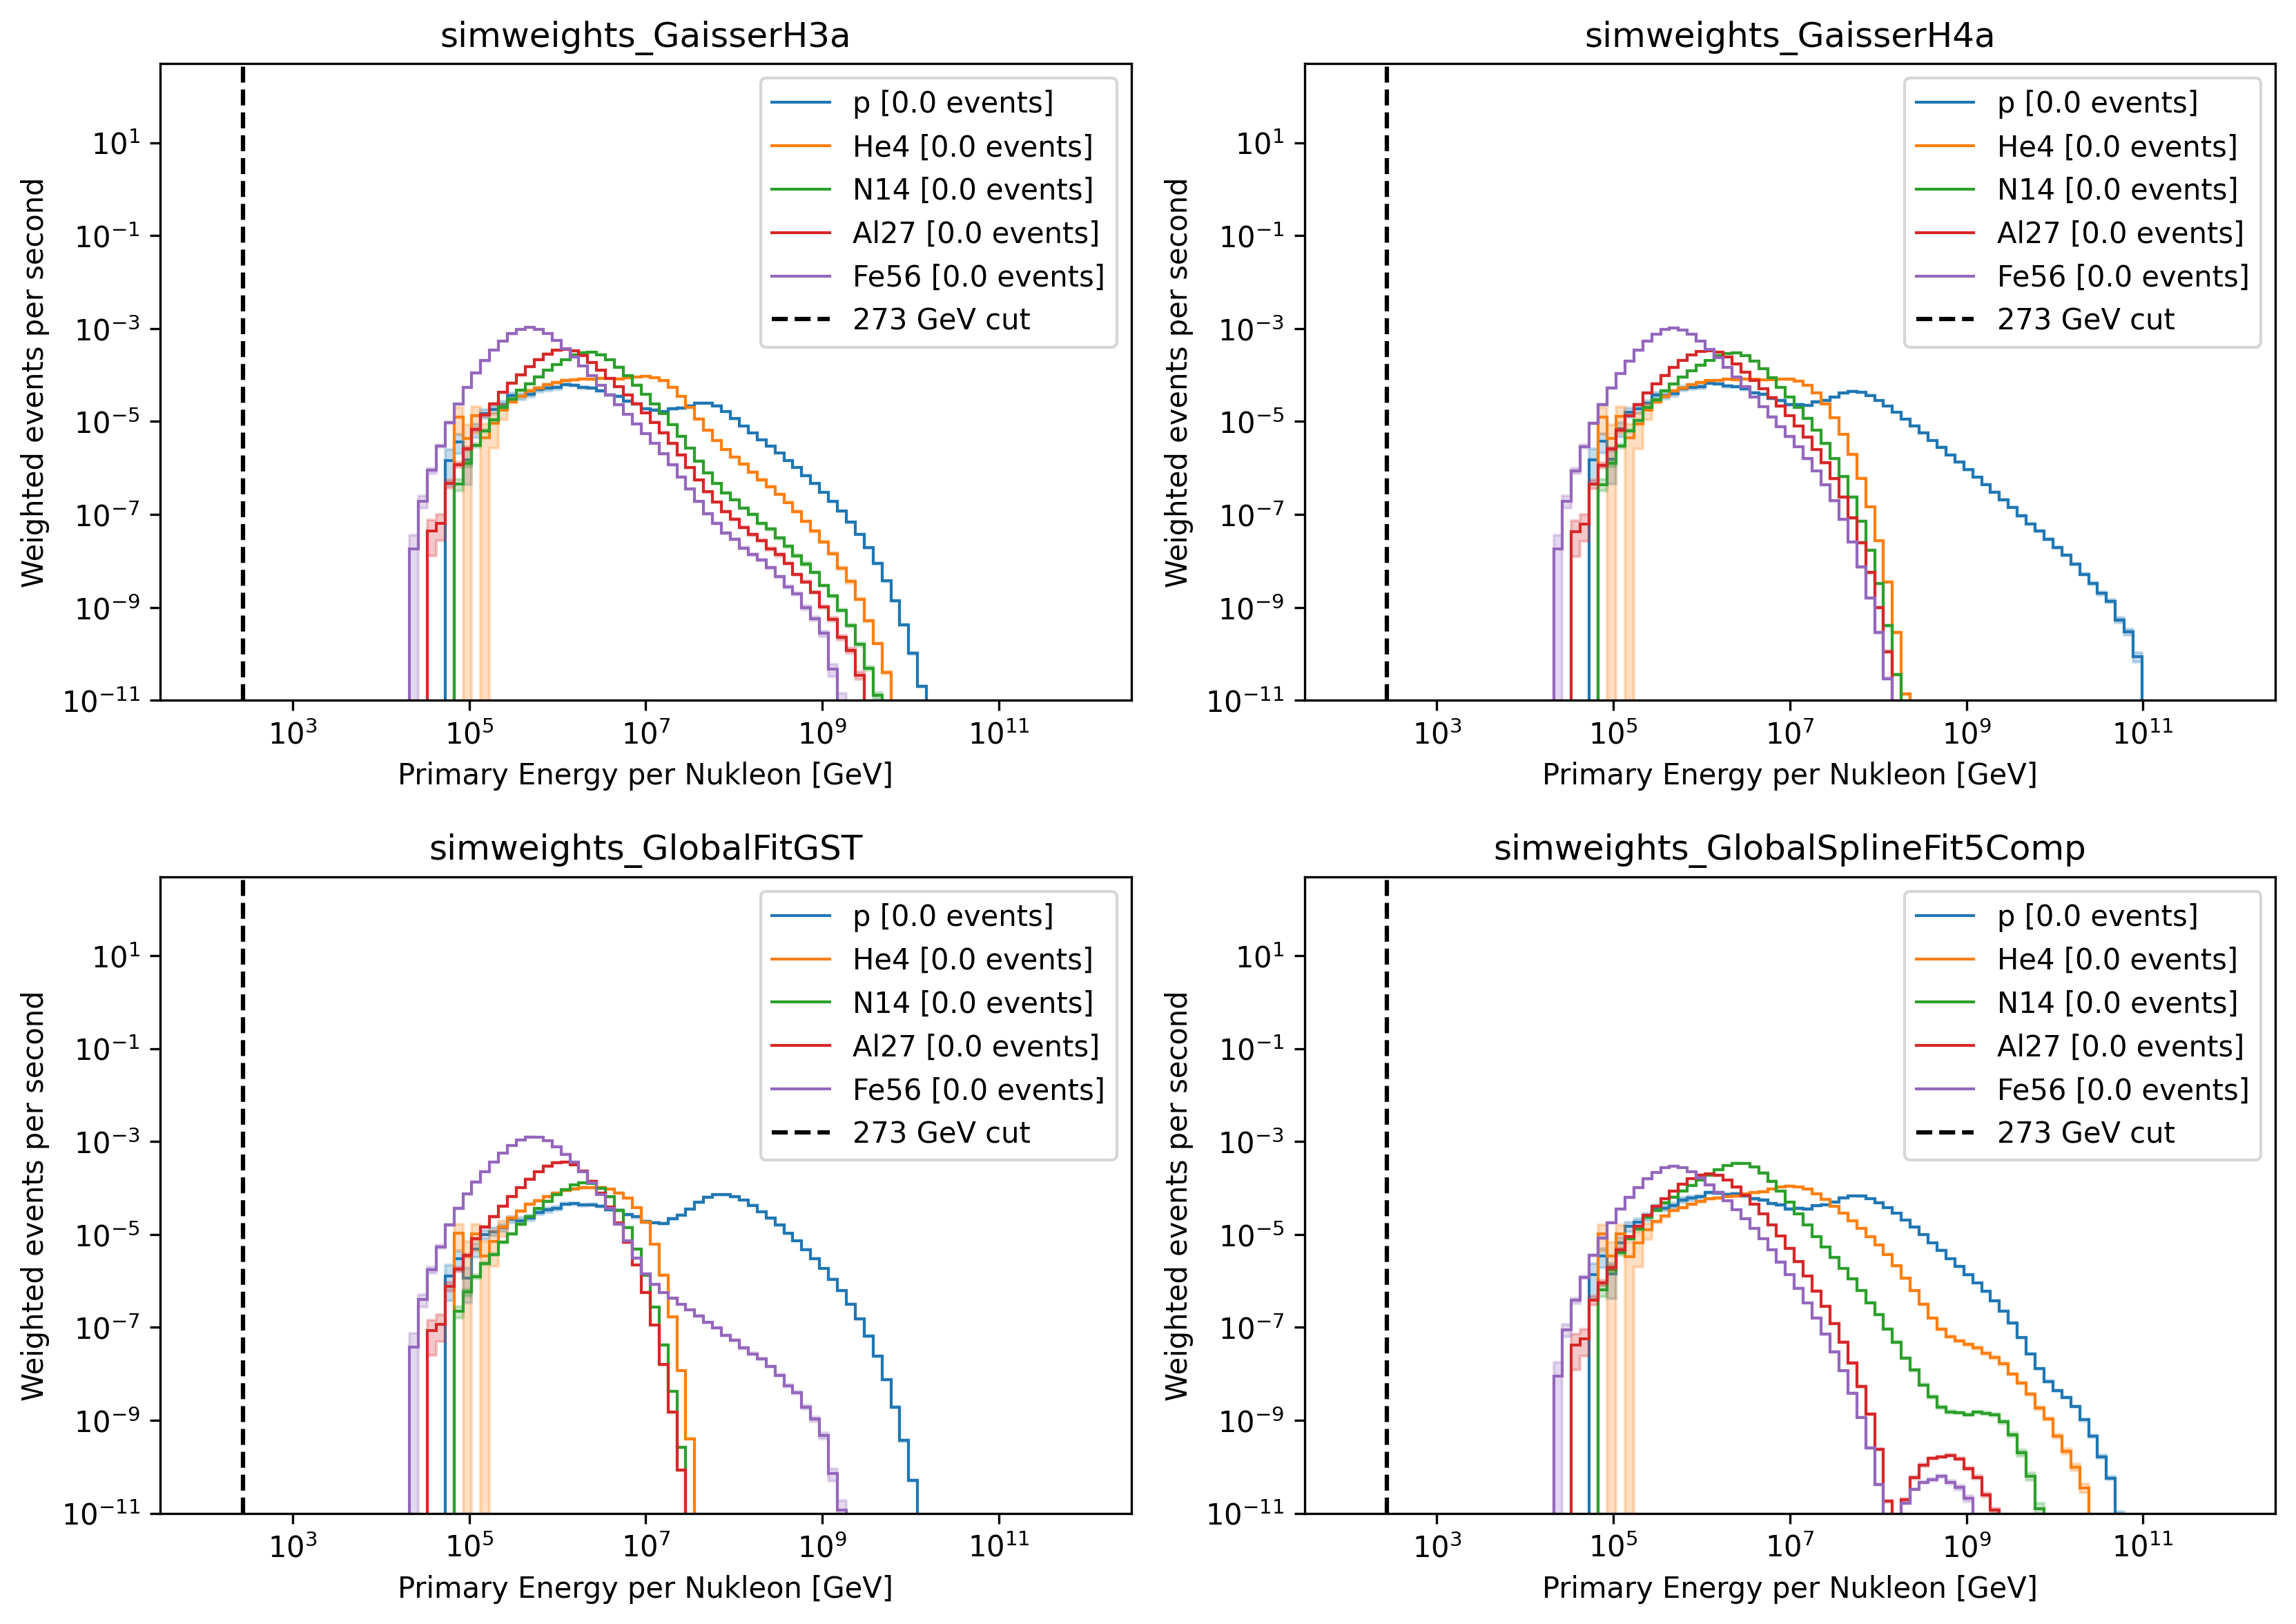 simweights_GaisserH3a
Weighted events per second
10¹
10⁻¹
10⁻³
10⁻⁵
10⁻⁷
10⁻⁹
10⁻¹¹
p [0.0 events]
He4 [0.0 events]
N14 [0.0 events]
Al27 [0.0 events]
Fe56 [0.0 events]
273 GeV cut
10³
10⁵
10⁷
10⁹
10¹¹
Primary Energy per Nukleon [GeV]
simweights_GaisserH4a
Weighted events per second
10¹
10⁻¹
10⁻³
10⁻⁵
10⁻⁷
10⁻⁹
10⁻¹¹
p [0.0 events]
He4 [0.0 events]
N14 [0.0 events]
Al27 [0.0 events]
Fe56 [0.0 events]
273 GeV cut
10³
10⁵
10⁷
10⁹
10¹¹
Primary Energy per Nukleon [GeV]
simweights_GlobalFitGST
Weighted events per second
10¹
10⁻¹
10⁻³
10⁻⁵
10⁻⁷
10⁻⁹
10⁻¹¹
p [0.0 events]
He4 [0.0 events]
N14 [0.0 events]
Al27 [0.0 events]
Fe56 [0.0 events]
273 GeV cut
10³
10⁵
10⁷
10⁹
10¹¹
Primary Energy per Nukleon [GeV]
simweights_GlobalSplineFit5Comp
Weighted events per second
10¹
10⁻¹
10⁻³
10⁻⁵
10⁻⁷
10⁻⁹
10⁻¹¹
p [0.0 events]
He4 [0.0 events]
N14 [0.0 events]
Al27 [0.0 events]
Fe56 [0.0 events]
273 GeV cut
10³
10⁵
10⁷
10⁹
10¹¹
Primary Energy per Nukleon [GeV]